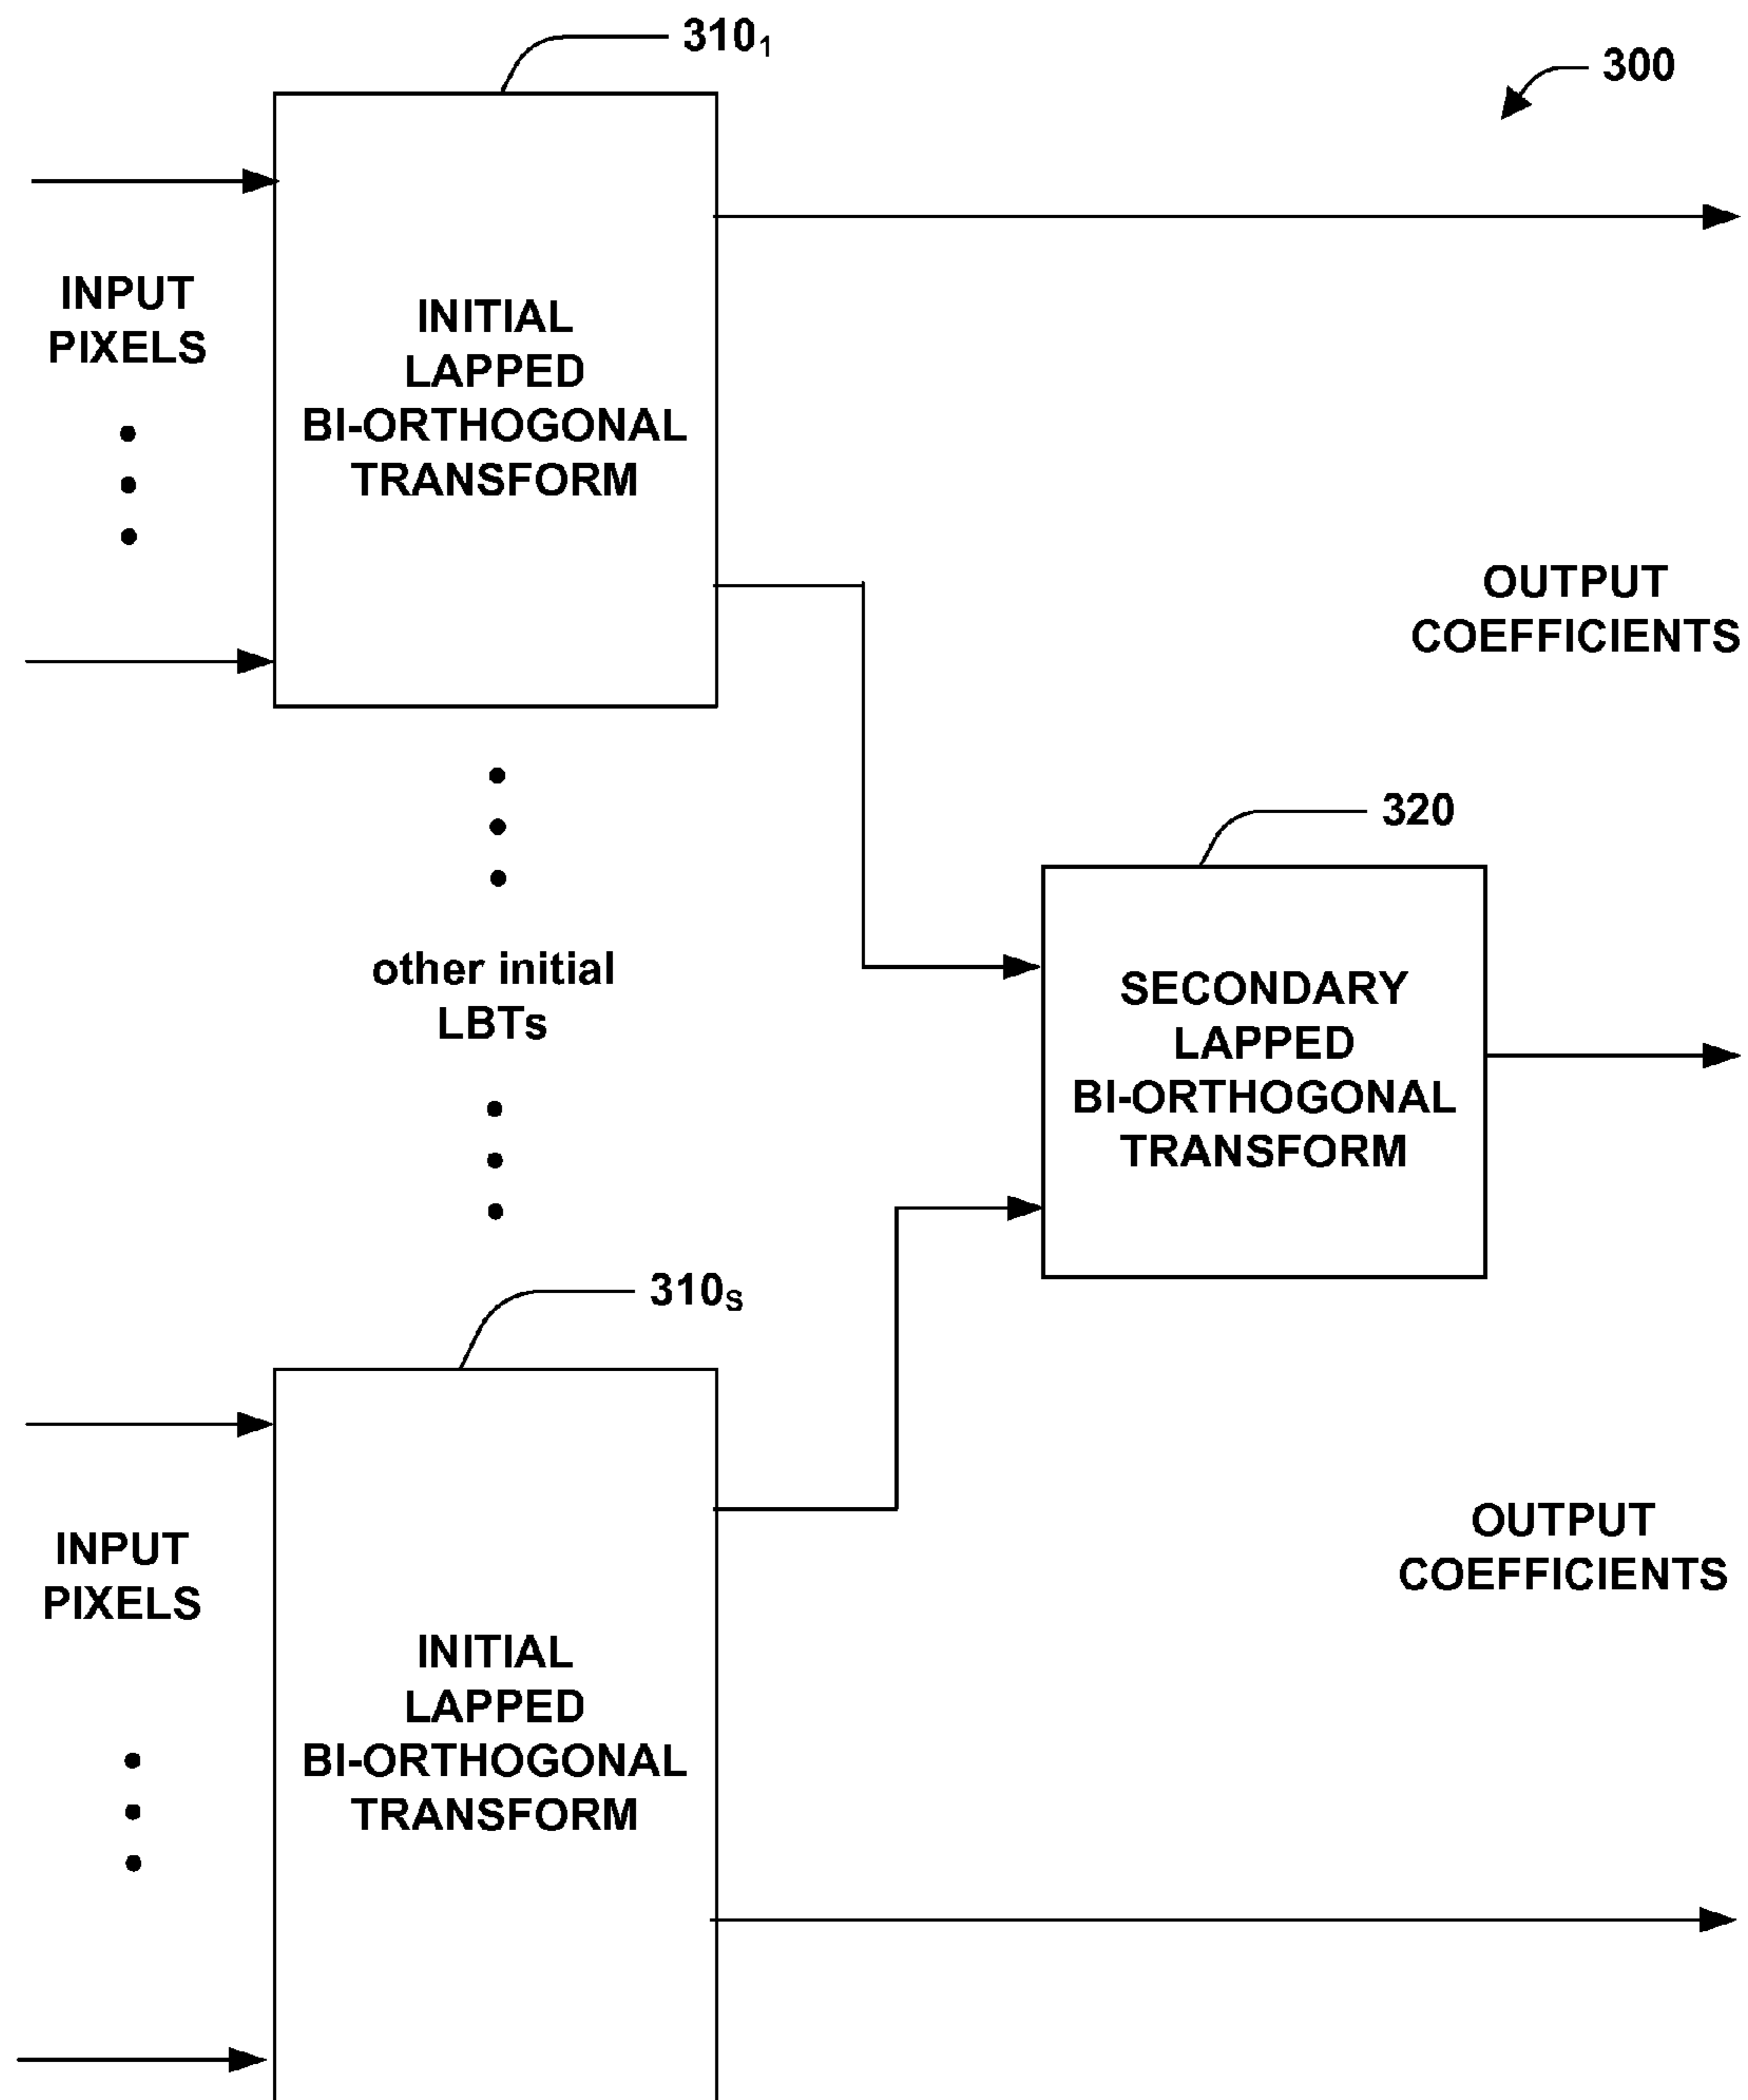 310₁
300
INPUT
PIXELS
INITIAL
LAPPED
BI-ORTHOGONAL
TRANSFORM
OUTPUT
COEFFICIENTS
320
other initial
LBTs
SECONDARY
LAPPED
BI-ORTHOGONAL
TRANSFORM
310S
INPUT
PIXELS
OUTPUT
COEFFICIENTS
INITIAL
LAPPED
BI-ORTHOGONAL
TRANSFORM